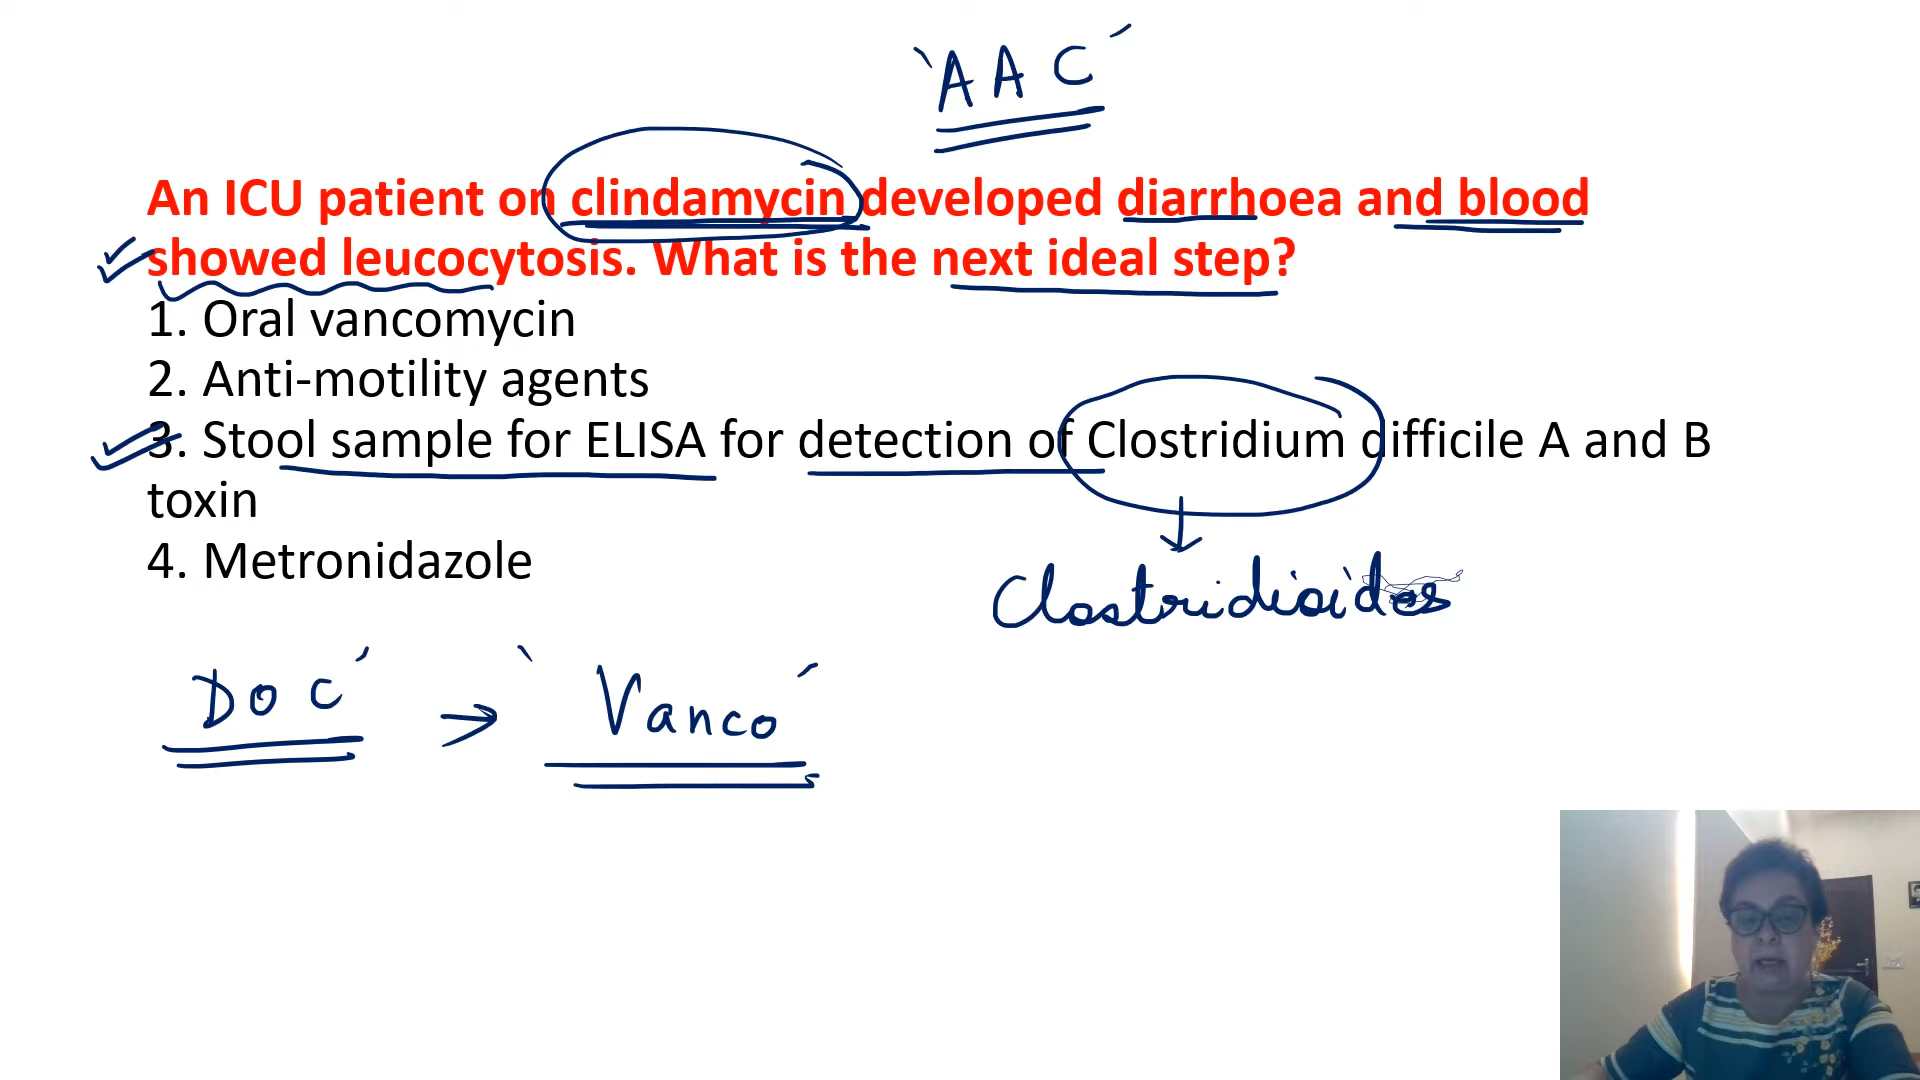 'AAC'
An ICU patient on clindamycin developed diarrhoea and blood
showed leucocytosis. What is the next ideal step?
1. Oral vancomycin
2. Anti-motility agents
3. Stool sample for ELISA for detection of Clostridium difficile A and B
toxin
4. Metronidazole
Clostridioides
DOC' → 'Vanco'